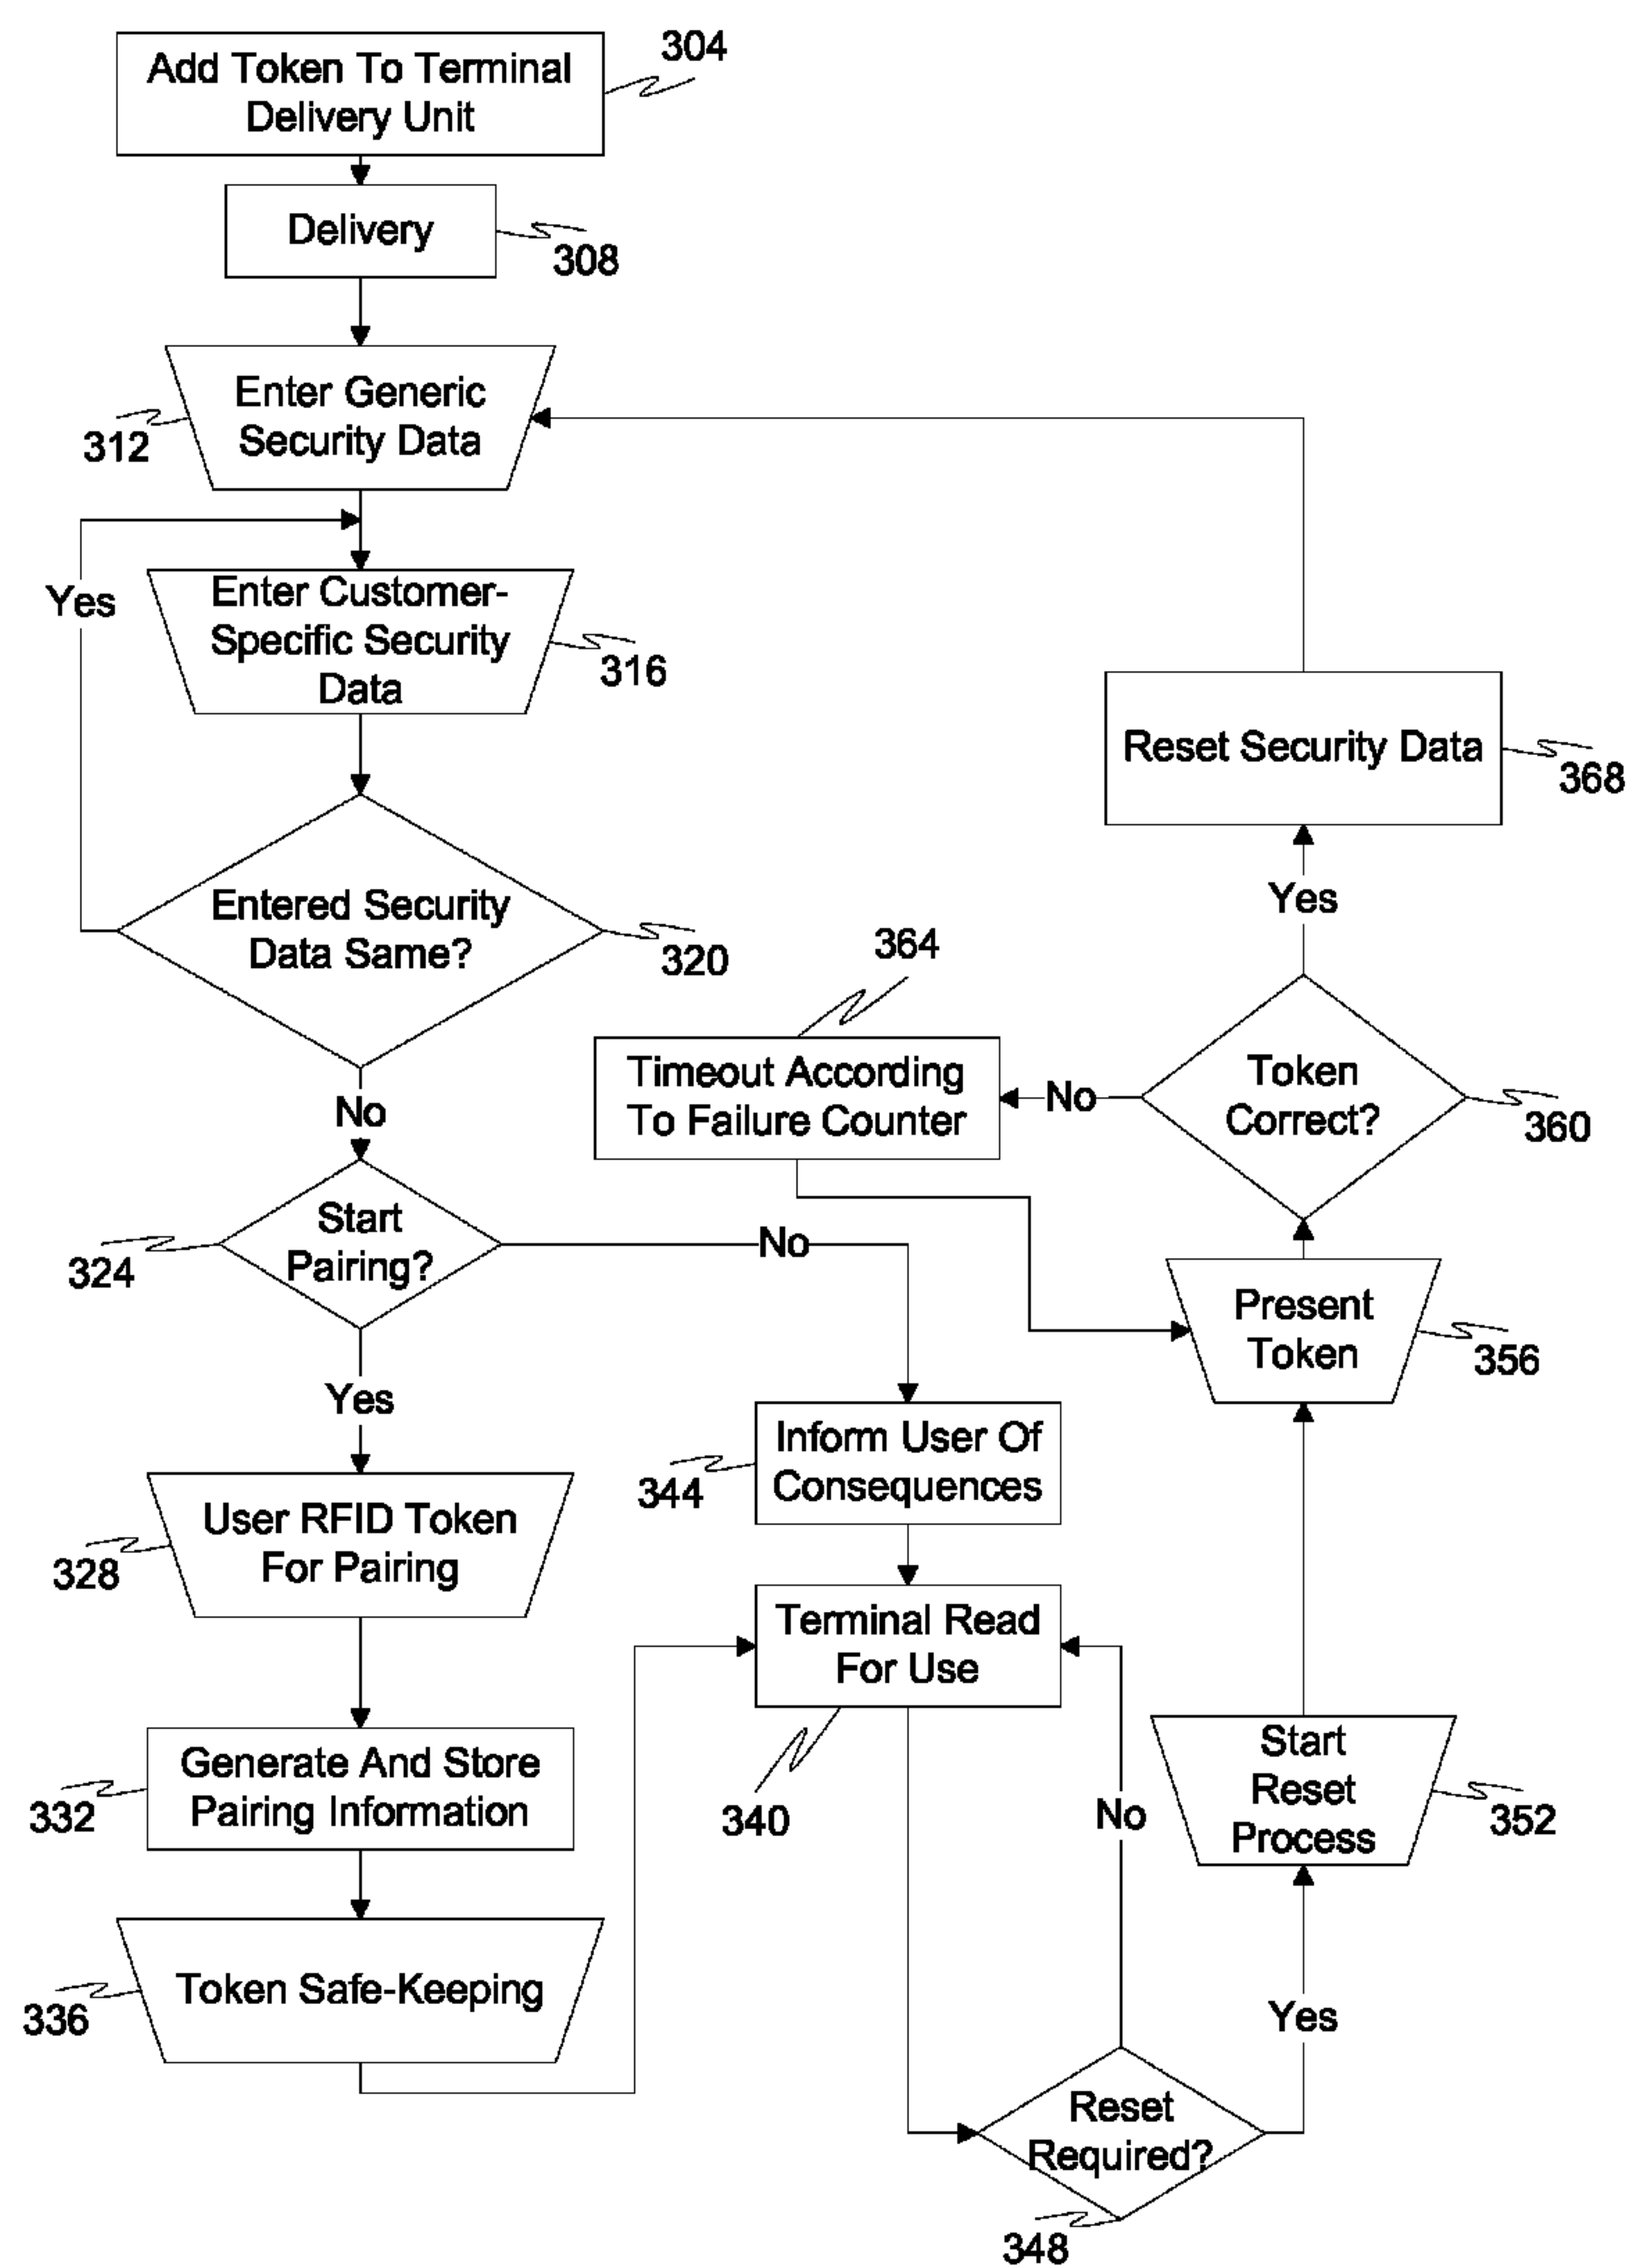 Add Token To Terminal
Delivery Unit
304
Delivery
308
Enter Generic
Security Data
312
Yes
Enter Customer-
Specific Security
Data
316
Reset Security Data
368
Entered Security
Data Same?
320
Yes
364
No
Timeout According
To Failure Counter
No
Token
Correct?
360
Start
Pairing?
324
No
Present
Token
356
Yes
Inform User Of
Consequences
344
User RFID Token
For Pairing
328
Terminal Read
For Use
340
Generate And Store
Pairing Information
332
No
Start
Reset
Process
352
Token Safe-Keeping
336
Yes
Reset
Required?
348